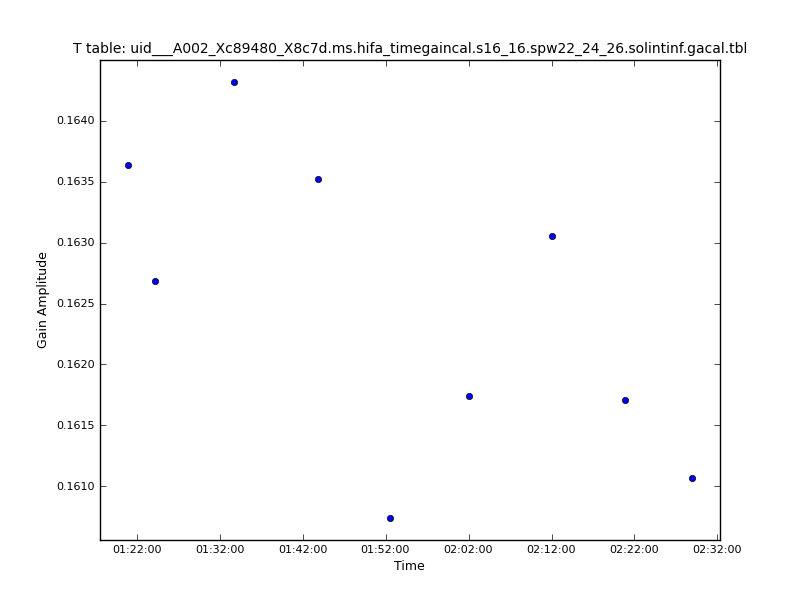 T table: uid___A002_Xc89480_X8c7d.ms.hifa_timegaincal.s16_16.spw22_24_26.solintinf.gacal.tbl
0.1640
0.1635
0.1630
0.1625
0.1620
0.1615
0.1610
Gain Amplitude
01:22:00 01:32:00 01:42:00 01:52:00 02:02:00 02:12:00 02:22:00 02:32:00
Time